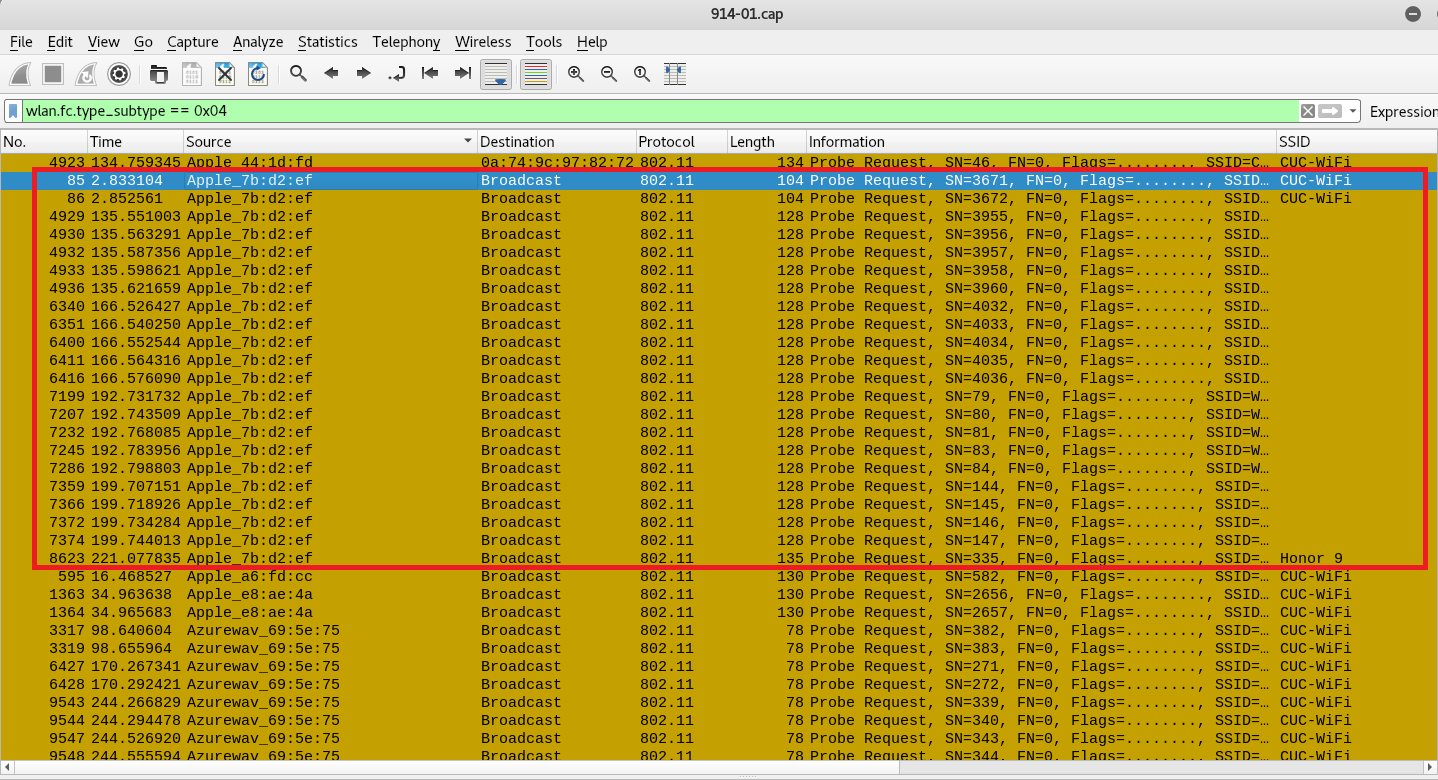 914-01.cap
File Edit View Go Capture Analyze Statistics Telephony Wireless Tools Help
wlan.fc.type_subtype == 0x04 Expression
No. Time Source Destination Protocol Length Information SSID
4923 134.759345 Apple_44:1d:fd 0a:74:9c:97:82:72 802.11 134 Probe Request, SN=46, FN=0, Flags=........, SSID=C… CUC-WiFi
85 2.833104 Apple_7b:d2:ef Broadcast 802.11 104 Probe Request, SN=3671, FN=0, Flags=........, SSID… CUC-WiFi
86 2.852561 Apple_7b:d2:ef Broadcast 802.11 104 Probe Request, SN=3672, FN=0, Flags=........, SSID… CUC-WiFi
4929 135.551003 Apple_7b:d2:ef Broadcast 802.11 128 Probe Request, SN=3955, FN=0, Flags=........, SSID…
4930 135.563291 Apple_7b:d2:ef Broadcast 802.11 128 Probe Request, SN=3956, FN=0, Flags=........, SSID…
4932 135.587356 Apple_7b:d2:ef Broadcast 802.11 128 Probe Request, SN=3957, FN=0, Flags=........, SSID…
4933 135.598621 Apple_7b:d2:ef Broadcast 802.11 128 Probe Request, SN=3958, FN=0, Flags=........, SSID…
4936 135.621659 Apple_7b:d2:ef Broadcast 802.11 128 Probe Request, SN=3960, FN=0, Flags=........, SSID…
6340 166.526427 Apple_7b:d2:ef Broadcast 802.11 128 Probe Request, SN=4032, FN=0, Flags=........, SSID…
6351 166.540250 Apple_7b:d2:ef Broadcast 802.11 128 Probe Request, SN=4033, FN=0, Flags=........, SSID…
6400 166.552544 Apple_7b:d2:ef Broadcast 802.11 128 Probe Request, SN=4034, FN=0, Flags=........, SSID…
6411 166.564316 Apple_7b:d2:ef Broadcast 802.11 128 Probe Request, SN=4035, FN=0, Flags=........, SSID…
6416 166.576090 Apple_7b:d2:ef Broadcast 802.11 128 Probe Request, SN=4036, FN=0, Flags=........, SSID…
7199 192.731732 Apple_7b:d2:ef Broadcast 802.11 128 Probe Request, SN=79, FN=0, Flags=........, SSID=W…
7207 192.743509 Apple_7b:d2:ef Broadcast 802.11 128 Probe Request, SN=80, FN=0, Flags=........, SSID=W…
7232 192.768085 Apple_7b:d2:ef Broadcast 802.11 128 Probe Request, SN=81, FN=0, Flags=........, SSID=W…
7245 192.783956 Apple_7b:d2:ef Broadcast 802.11 128 Probe Request, SN=83, FN=0, Flags=........, SSID=W…
7286 192.798803 Apple_7b:d2:ef Broadcast 802.11 128 Probe Request, SN=84, FN=0, Flags=........, SSID=W…
7359 199.707151 Apple_7b:d2:ef Broadcast 802.11 128 Probe Request, SN=144, FN=0, Flags=........, SSID=…
7366 199.718926 Apple_7b:d2:ef Broadcast 802.11 128 Probe Request, SN=145, FN=0, Flags=........, SSID=…
7372 199.734284 Apple_7b:d2:ef Broadcast 802.11 128 Probe Request, SN=146, FN=0, Flags=........, SSID=…
7374 199.744013 Apple_7b:d2:ef Broadcast 802.11 128 Probe Request, SN=147, FN=0, Flags=........, SSID=…
8623 221.077835 Apple_7b:d2:ef Broadcast 802.11 135 Probe Request, SN=335, FN=0, Flags=........, SSID=… Honor 9
595 16.468527 Apple_a6:fd:cc Broadcast 802.11 130 Probe Request, SN=582, FN=0, Flags=........, SSID=… CUC-WiFi
1363 34.963638 Apple_e8:ae:4a Broadcast 802.11 130 Probe Request, SN=2656, FN=0, Flags=........, SSID… CUC-WiFi
1364 34.965683 Apple_e8:ae:4a Broadcast 802.11 130 Probe Request, SN=2657, FN=0, Flags=........, SSID… CUC-WiFi
3317 98.640604 Azurewav_69:5e:75 Broadcast 802.11 78 Probe Request, SN=382, FN=0, Flags=........, SSID=… CUC-WiFi
3319 98.655964 Azurewav_69:5e:75 Broadcast 802.11 78 Probe Request, SN=383, FN=0, Flags=........, SSID=… CUC-WiFi
6427 170.267341 Azurewav_69:5e:75 Broadcast 802.11 78 Probe Request, SN=271, FN=0, Flags=........, SSID=… CUC-WiFi
6428 170.292421 Azurewav_69:5e:75 Broadcast 802.11 78 Probe Request, SN=272, FN=0, Flags=........, SSID=… CUC-WiFi
9543 244.266829 Azurewav_69:5e:75 Broadcast 802.11 78 Probe Request, SN=339, FN=0, Flags=........, SSID=… CUC-WiFi
9544 244.294478 Azurewav_69:5e:75 Broadcast 802.11 78 Probe Request, SN=340, FN=0, Flags=........, SSID=… CUC-WiFi
9547 244.526920 Azurewav_69:5e:75 Broadcast 802.11 78 Probe Request, SN=343, FN=0, Flags=........, SSID=… CUC-WiFi
9548 244.555594 Azurewav_69:5e:75 Broadcast 802.11 78 Probe Request, SN=344, FN=0, Flags=........, SSID=… CUC-WiFi